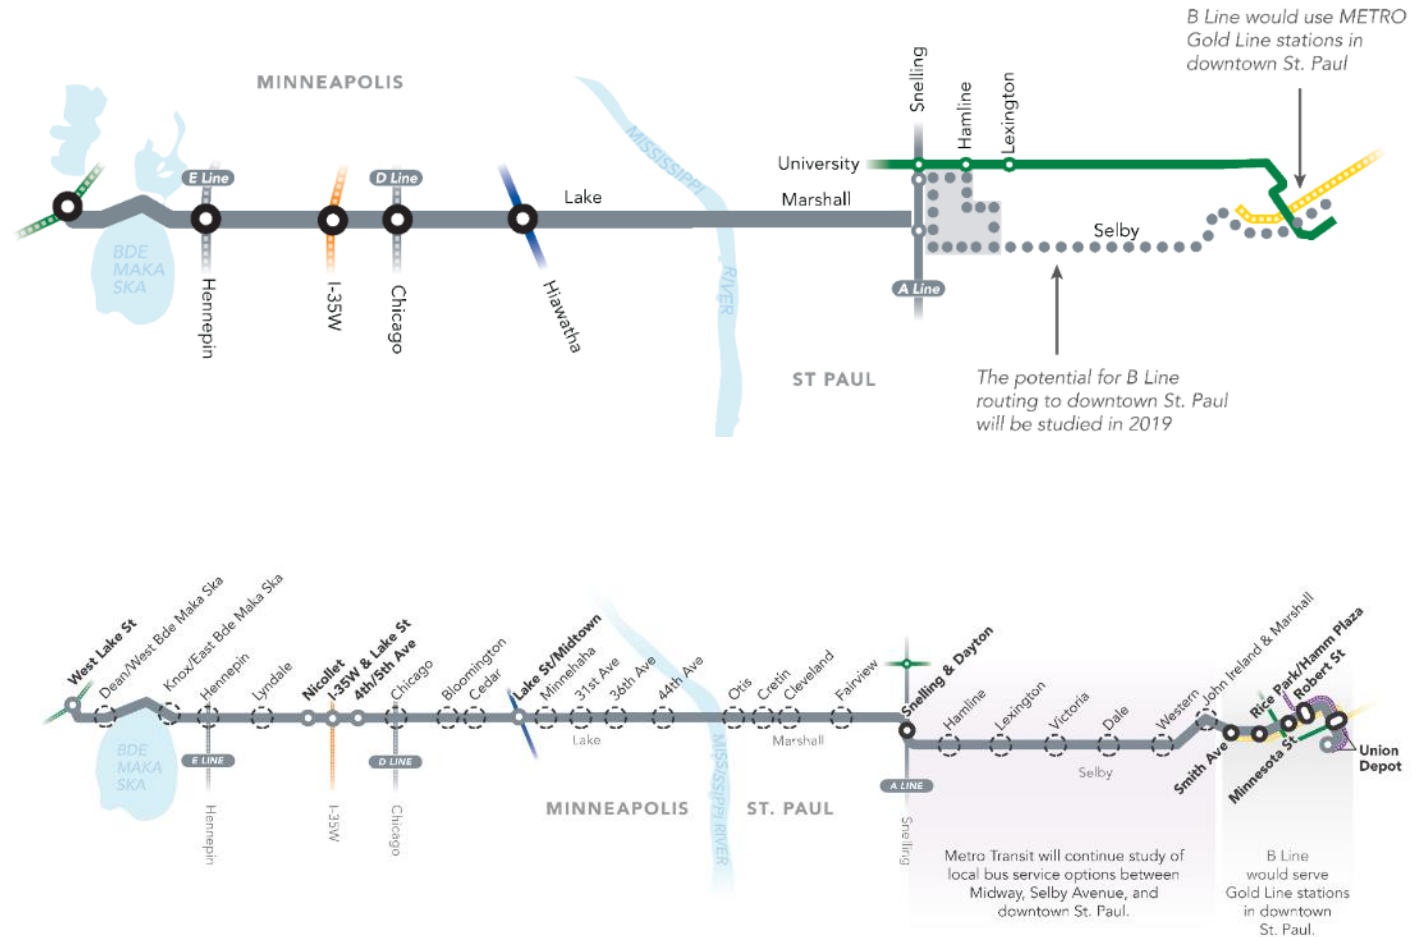 B Line would use METRO
Gold Line stations in
downtown St. Paul
MINNEAPOLIS
MISSISSIPPI
RIVER
Snelling
Hamline
Lexington
University
Marshall
Lake
E Line
D Line
BDE
MAKA
SKA
Hennepin
I-35W
Chicago
Hiawatha
Selby
A Line
ST PAUL
The potential for B Line
routing to downtown St. Paul
will be studied in 2019
West Lake St
Dean/West Bde Maka Ska
Knox/East Bde Maka Ska
Hennepin
Lyndale
Nicollet
I-35W & Lake St
4th/5th Ave
Chicago
Bloomington
Cedar
Lake St/Midtown
Minnehaha
31st Ave
36th Ave
44th Ave
Otis
Cretin
Cleveland
Fairview
Snelling & Dayton
Hamline
Lexington
Victoria
Dale
Western
John Ireland & Marshall
Smith Ave
Rice Park/Hamm Plaza
Minnesota St
Robert St
Union
Depot
Lake
Marshall
Selby
BDE
MAKA
SKA
E LINE
D LINE
A LINE
Hennepin
I-35W
Chicago
Snelling
MINNEAPOLIS
MISSISSIPPI RIVER
ST. PAUL
Metro Transit will continue study of
local bus service options between
Midway, Selby Avenue, and
downtown St. Paul.
B Line
would serve
Gold Line stations
in downtown
St. Paul.